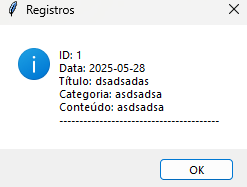 Registros
ID: 1
Data: 2025-05-28
Título: dsadsadas
Categoria: asdsadsa
Conteúdo: asdsadsa
----------------------------------------
OK